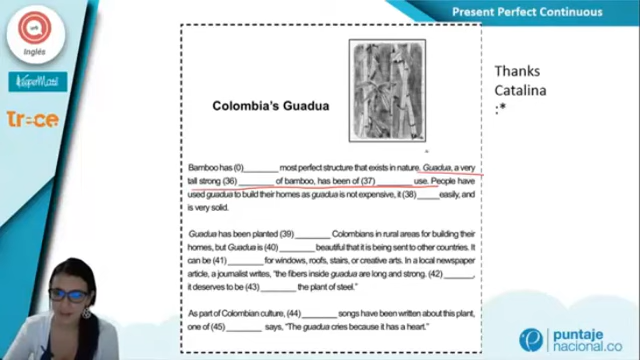 Present Perfect Continuous
Inglés
Colombia's Guadua
Thanks
Catalina
:*
Bamboo has (0)________ most perfect structure that exists in nature. Guadua, a very
tall strong (36) ________ of bamboo, has been of (37) ________ use. People have
used guadua to build their homes as guadua is not expensive, it (38) _____easily, and
is very solid.
Guadua has been planted (39) ________ Colombians in rural areas for building their
homes, but Guadua is (40) ________ beautiful that it is being sent to other countries. It
can be (41) ________ for windows, roofs, stairs, or creative arts. In a local newspaper
article, a journalist writes, "the fibers inside guadua are long and strong. (42) ______,
it deserves to be (43) ________ the plant of steel."
As part of Colombian culture, (44) ________ songs have been written about this plant,
one of (45) ________ says, "The guadua cries because it has a heart."
puntaje
nacional.co